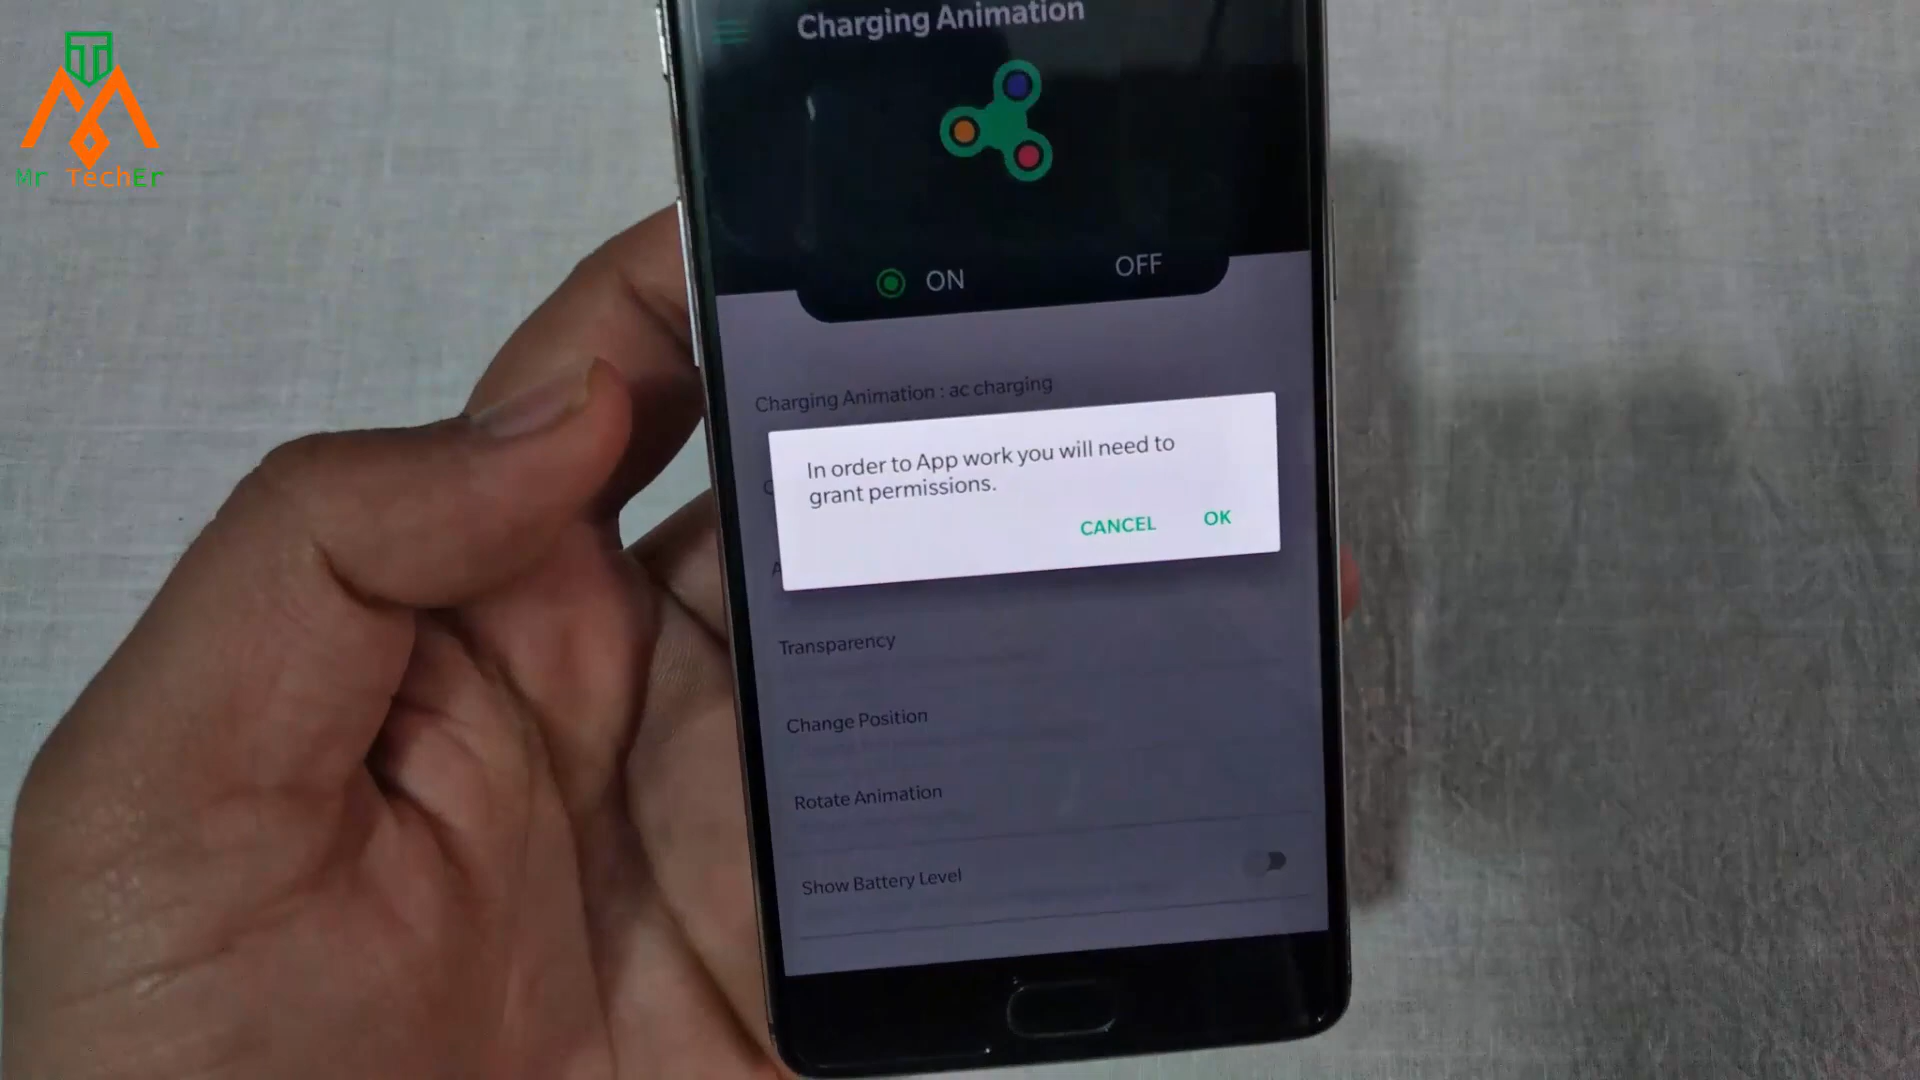 Mr TechEr
Charging Animation
ON
OFF
Charging Animation : ac charging
In order to App work you will need to
grant permissions.
CANCEL
OK
Transparency
Change Position
Rotate Animation
Show Battery Level